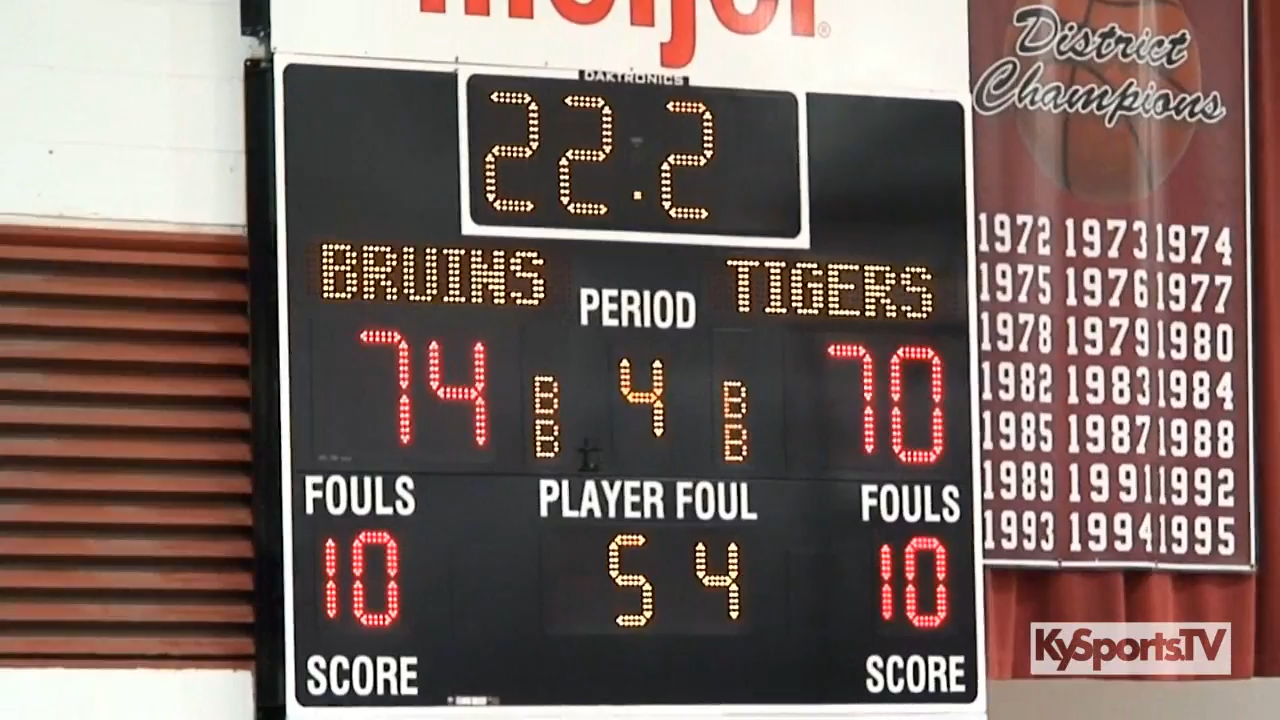 meijer®
DAKTRONICS
22.2
BRUINS TIGERS
PERIOD
74 B B 4 B B 70
FOULS PLAYER FOUL FOULS
10 5 4 10
SCORE SCORE
District
Champions
1972 1973 1974
1975 1976 1977
1978 1979 1980
1982 1983 1984
1985 1987 1988
1989 1991 1992
1993 1994 1995
KySports.TV